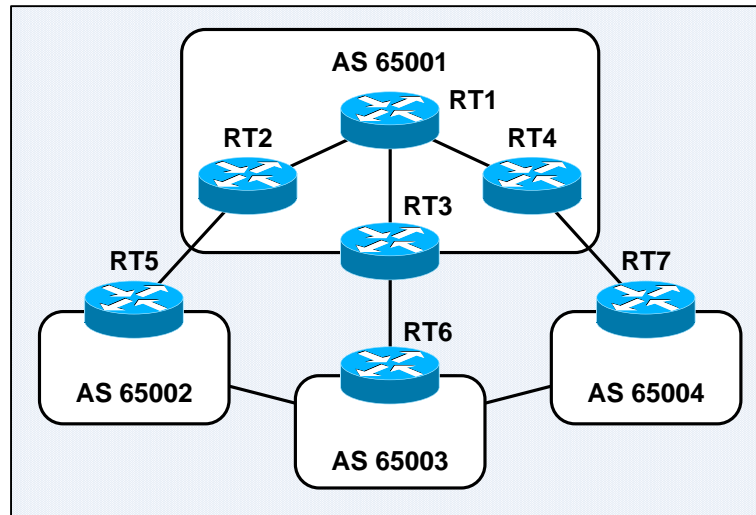 AS 65001
RT1
RT2
RT4
RT3
RT5
RT7
RT6
AS 65002
AS 65004
AS 65003